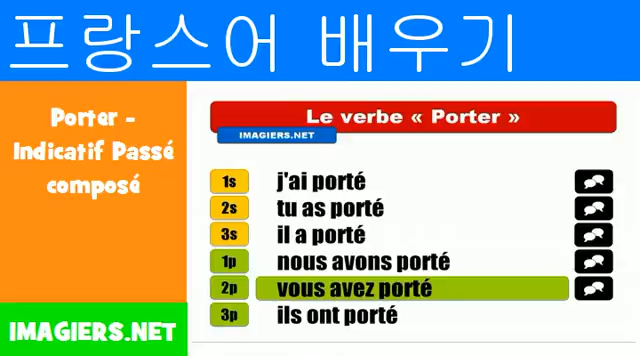 프랑스어 배우기
Porter -
Indicatif Passé
composé
IMAGIERS.NET
Le verbe « Porter »
IMAGIERS.NET
1s j'ai porté
2s tu as porté
3s il a porté
1p nous avons porté
2p vous avez porté
3p ils ont porté